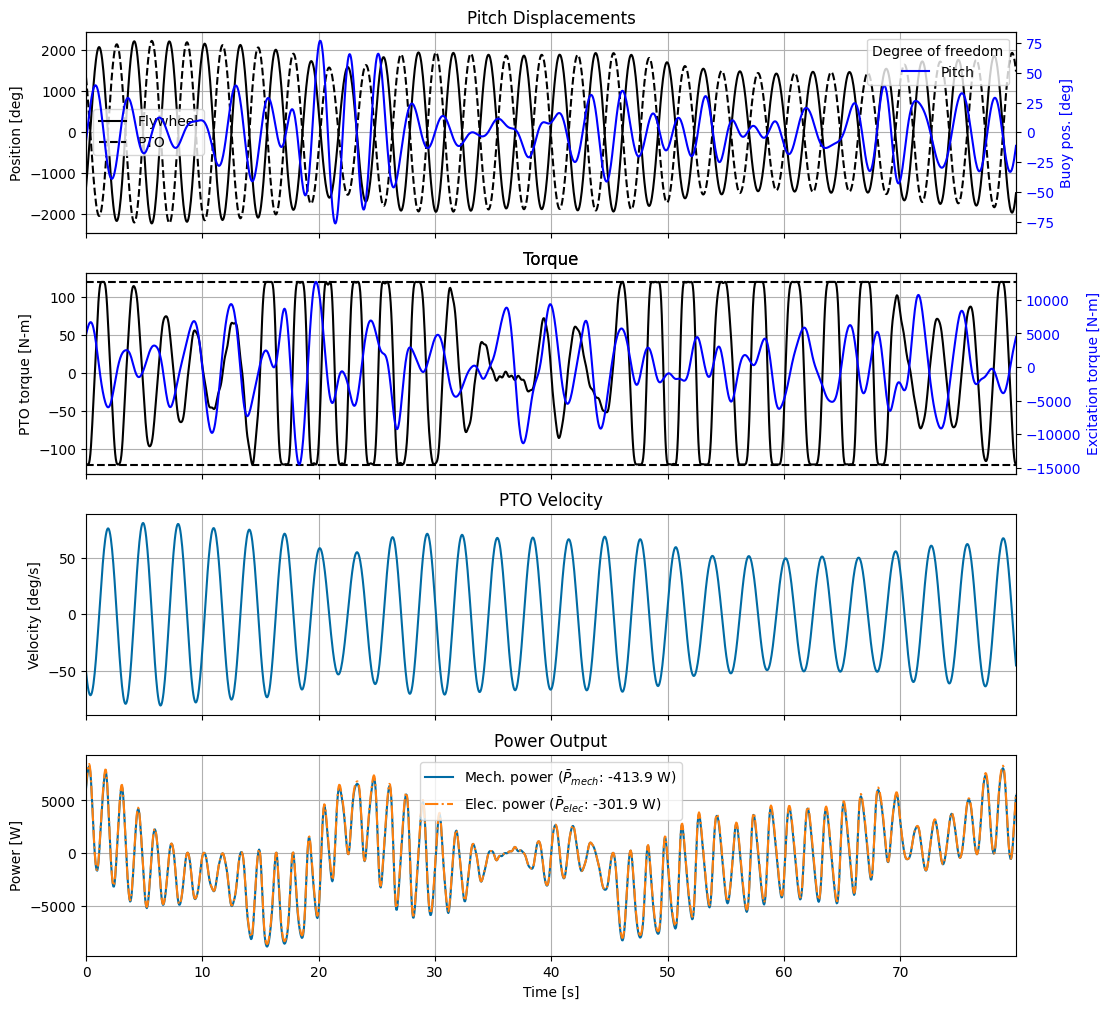 Pitch Displacements
Position [deg]
2000
1000
0
−1000
−2000
Flywheel
PTO
Degree of freedom
Pitch
75
50
25
0
−25
−50
−75
Buoy pos. [deg]
Torque
PTO torque [N-m]
100
50
0
−50
−100
10000
5000
0
−5000
−10000
−15000
Excitation torque [N-m]
PTO Velocity
Velocity [deg/s]
50
0
−50
Power Output
Power [W]
5000
0
−5000
Mech. power (P̄mech: -413.9 W)
Elec. power (P̄elec: -301.9 W)
0 10 20 30 40 50 60 70
Time [s]